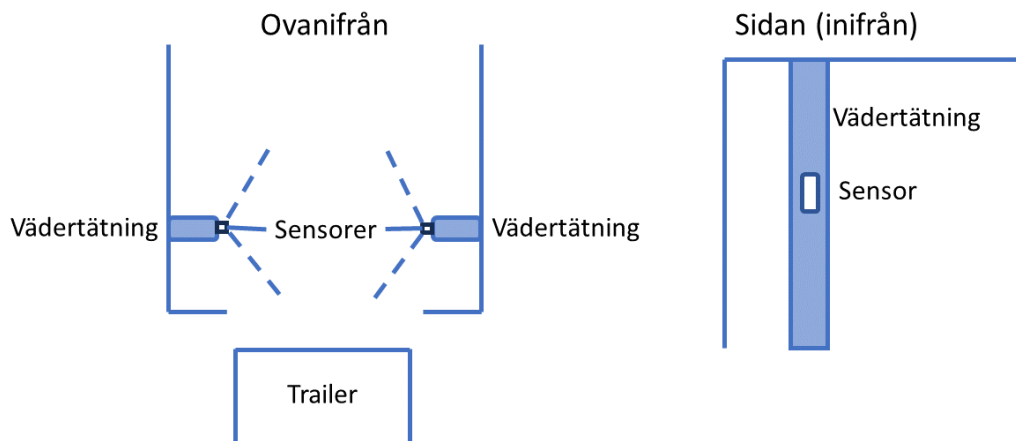 Ovanifrån
Sidan (inifrån)
Vädertätning
Vädertätning
Sensorer
Vädertätning
Sensor
Trailer